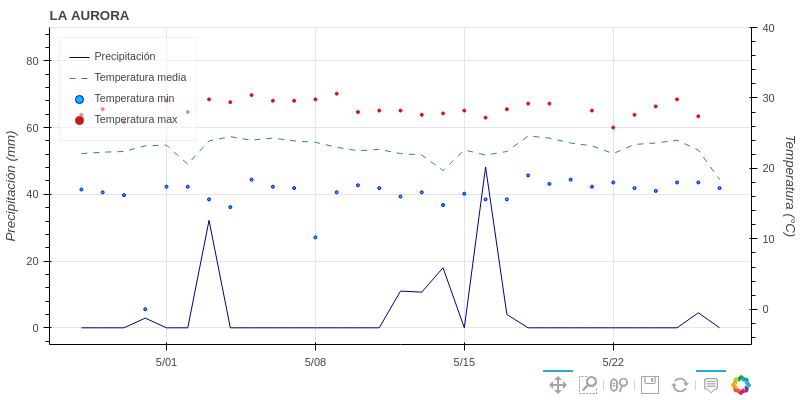 LA AURORA
Precipitación
Temperatura media
Temperatura min
Temperatura max
Precipitación (mm)
80
60
40
20
0
Temperatura (°C)
40
30
20
10
0
5/01
5/08
5/15
5/22